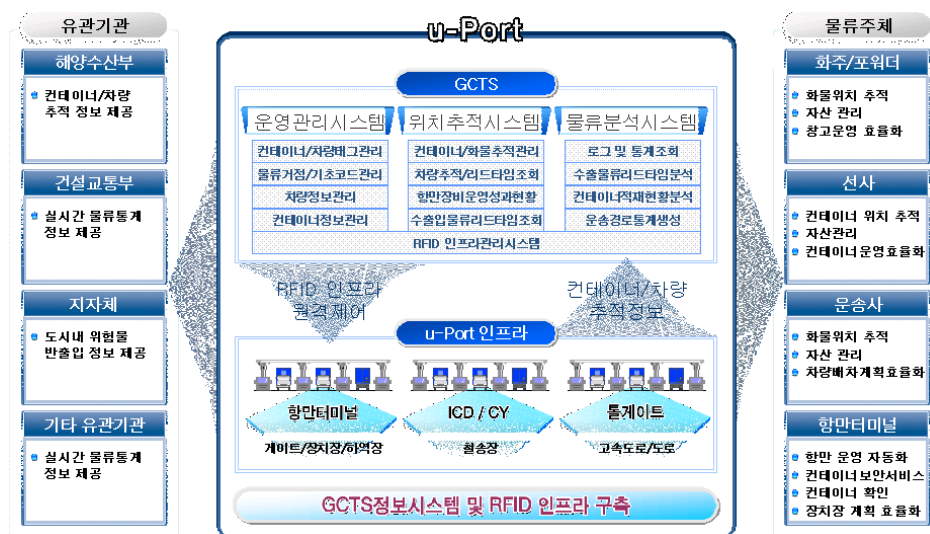 유관기관
해양수산부
컨테이너/차량
추적 정보 제공
건설교통부
실시간 물류통계
정보 제공
지자체
도시내 위험물
반출입 정보 제공
기타 유관기관
실시간 물류통계
정보 제공
u-Port
GCTS
운영관리시스템
컨테이너/차량태그관리
물류거점/기초코드관리
차량정보관리
컨테이너정보관리
위치추적시스템
컨테이너/화물추적관리
차량추적/리드타임조회
항만장비운영성과현황
수출입물류리드타임조회
물류분석시스템
로그 및 통계조회
수출물류리드타임분석
컨테이너적재현황분석
운송경로통계생성
RFID 인프라관리시스템
RFID 인프라
원격제어
컨테이너/차량
추적정보
u-Port 인프라
항만터미널
게이트/장치장/하역장
ICD / CY
철송장
톨게이트
고속도로/도로
GCTS정보시스템 및 RFID 인프라 구축
물류주체
화주/포워더
화물위치 추적
자산 관리
창고운영 효율화
선사
컨테이너 위치 추적
자산관리
컨테이너운영효율화
운송사
화물위치 추적
자산 관리
차량배차계획효율화
항만터미널
항만 운영 자동화
컨테이너보안서비스
컨테이너 확인
장치장 계획 효율화